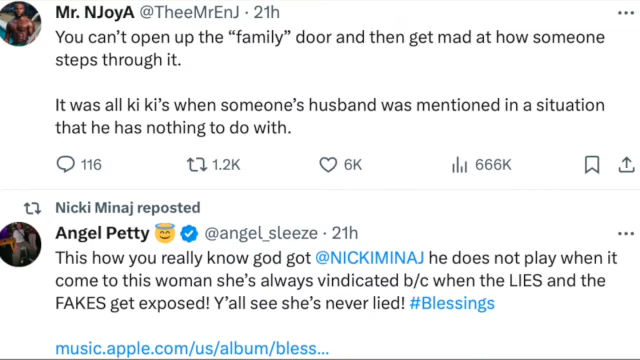 Mr. NJoyA @TheeMrEnJ · 21h
You can’t open up the “family” door and then get mad at how someone
steps through it.
It was all ki ki’s when someone’s husband was mentioned in a situation
that he has nothing to do with.
116 1.2K 6K 666K
Nicki Minaj reposted
Angel Petty 😇 @angel_sleeze · 21h
This how you really know god got @NICKIMINAJ he does not play when it
come to this woman she’s always vindicated b/c when the LIES and the
FAKES get exposed! Y’all see she’s never lied! #Blessings
music.apple.com/us/album/bless...